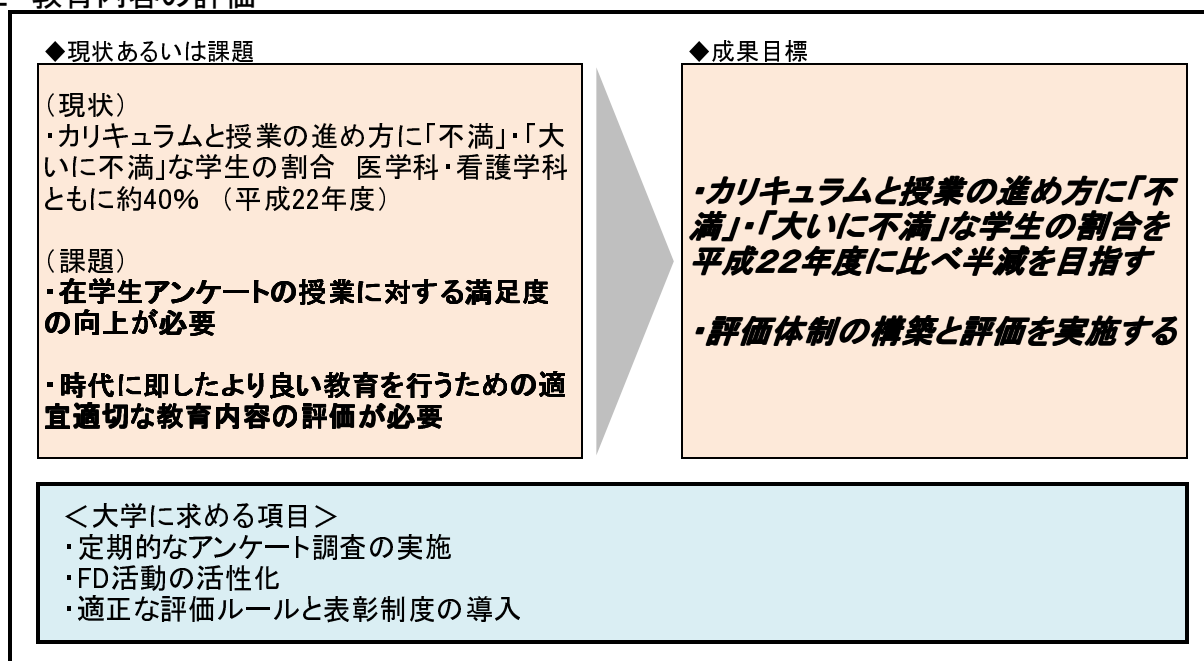 教育内容の評価
◆現状あるいは課題
（現状）
・カリキュラムと授業の進め方に「不満」・「大
いに不満」な学生の割合　医学科・看護学科
ともに約40%　（平成22年度）
（課題）
・在学生アンケートの授業に対する満足度
の向上が必要
・時代に即したより良い教育を行うための適
宜適切な教育内容の評価が必要
◆成果目標
・カリキュラムと授業の進め方に「不
満」・「大いに不満」な学生の割合を
平成２２年度に比べ半減を目指す
・評価体制の構築と評価を実施する
＜大学に求める項目＞
・定期的なアンケート調査の実施
・FD活動の活性化
・適正な評価ルールと表彰制度の導入